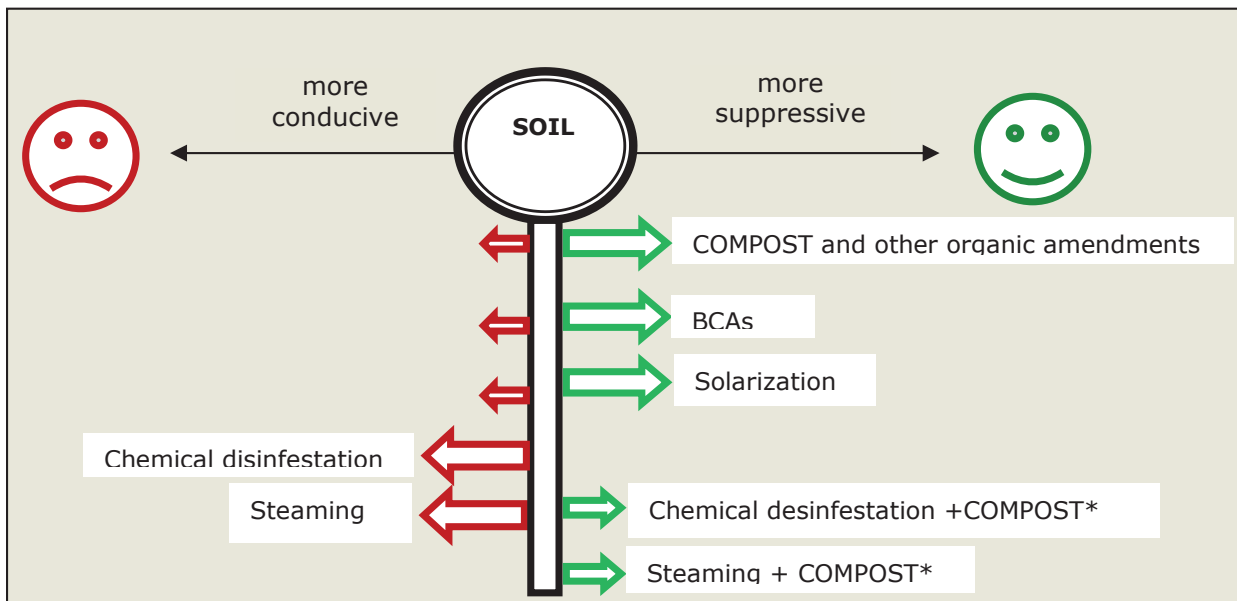 more
conducive
SOIL
more
suppressive
COMPOST and other organic amendments
BCAs
Solarization
Chemical disinfestation
Steaming
Chemical desinfestation +COMPOST*
Steaming + COMPOST*